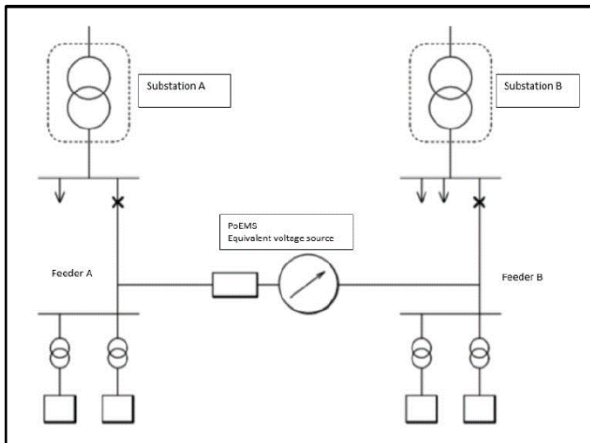 Substation A
Substation B
PoEMS
Equivalent voltage source
Feeder A
Feeder B